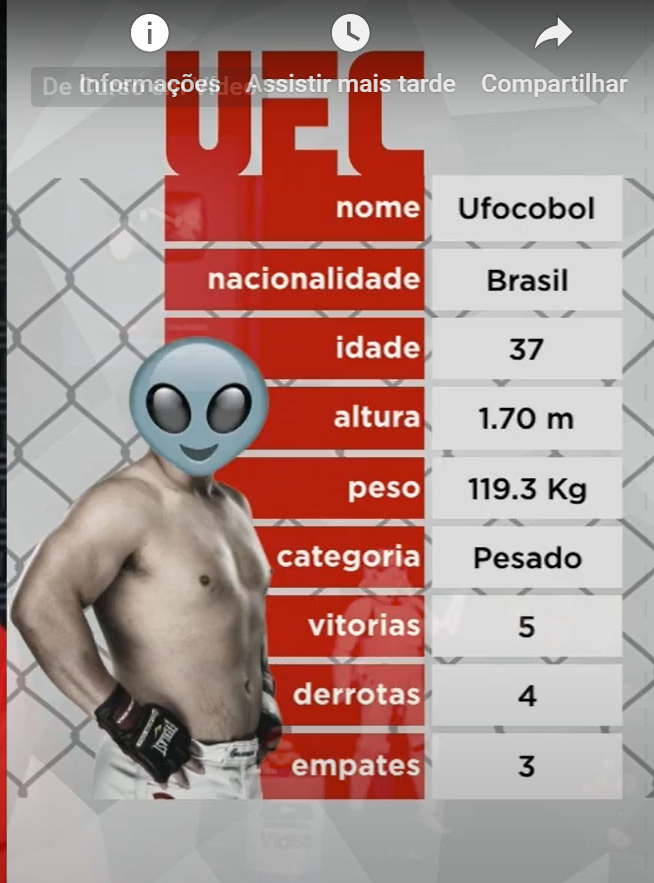 Informações
Assistir mais tarde
Compartilhar
UFC
nome Ufocobol
nacionalidade Brasil
idade 37
altura 1.70 m
peso 119.3 Kg
categoria Pesado
vitorias 5
derrotas 4
empates 3